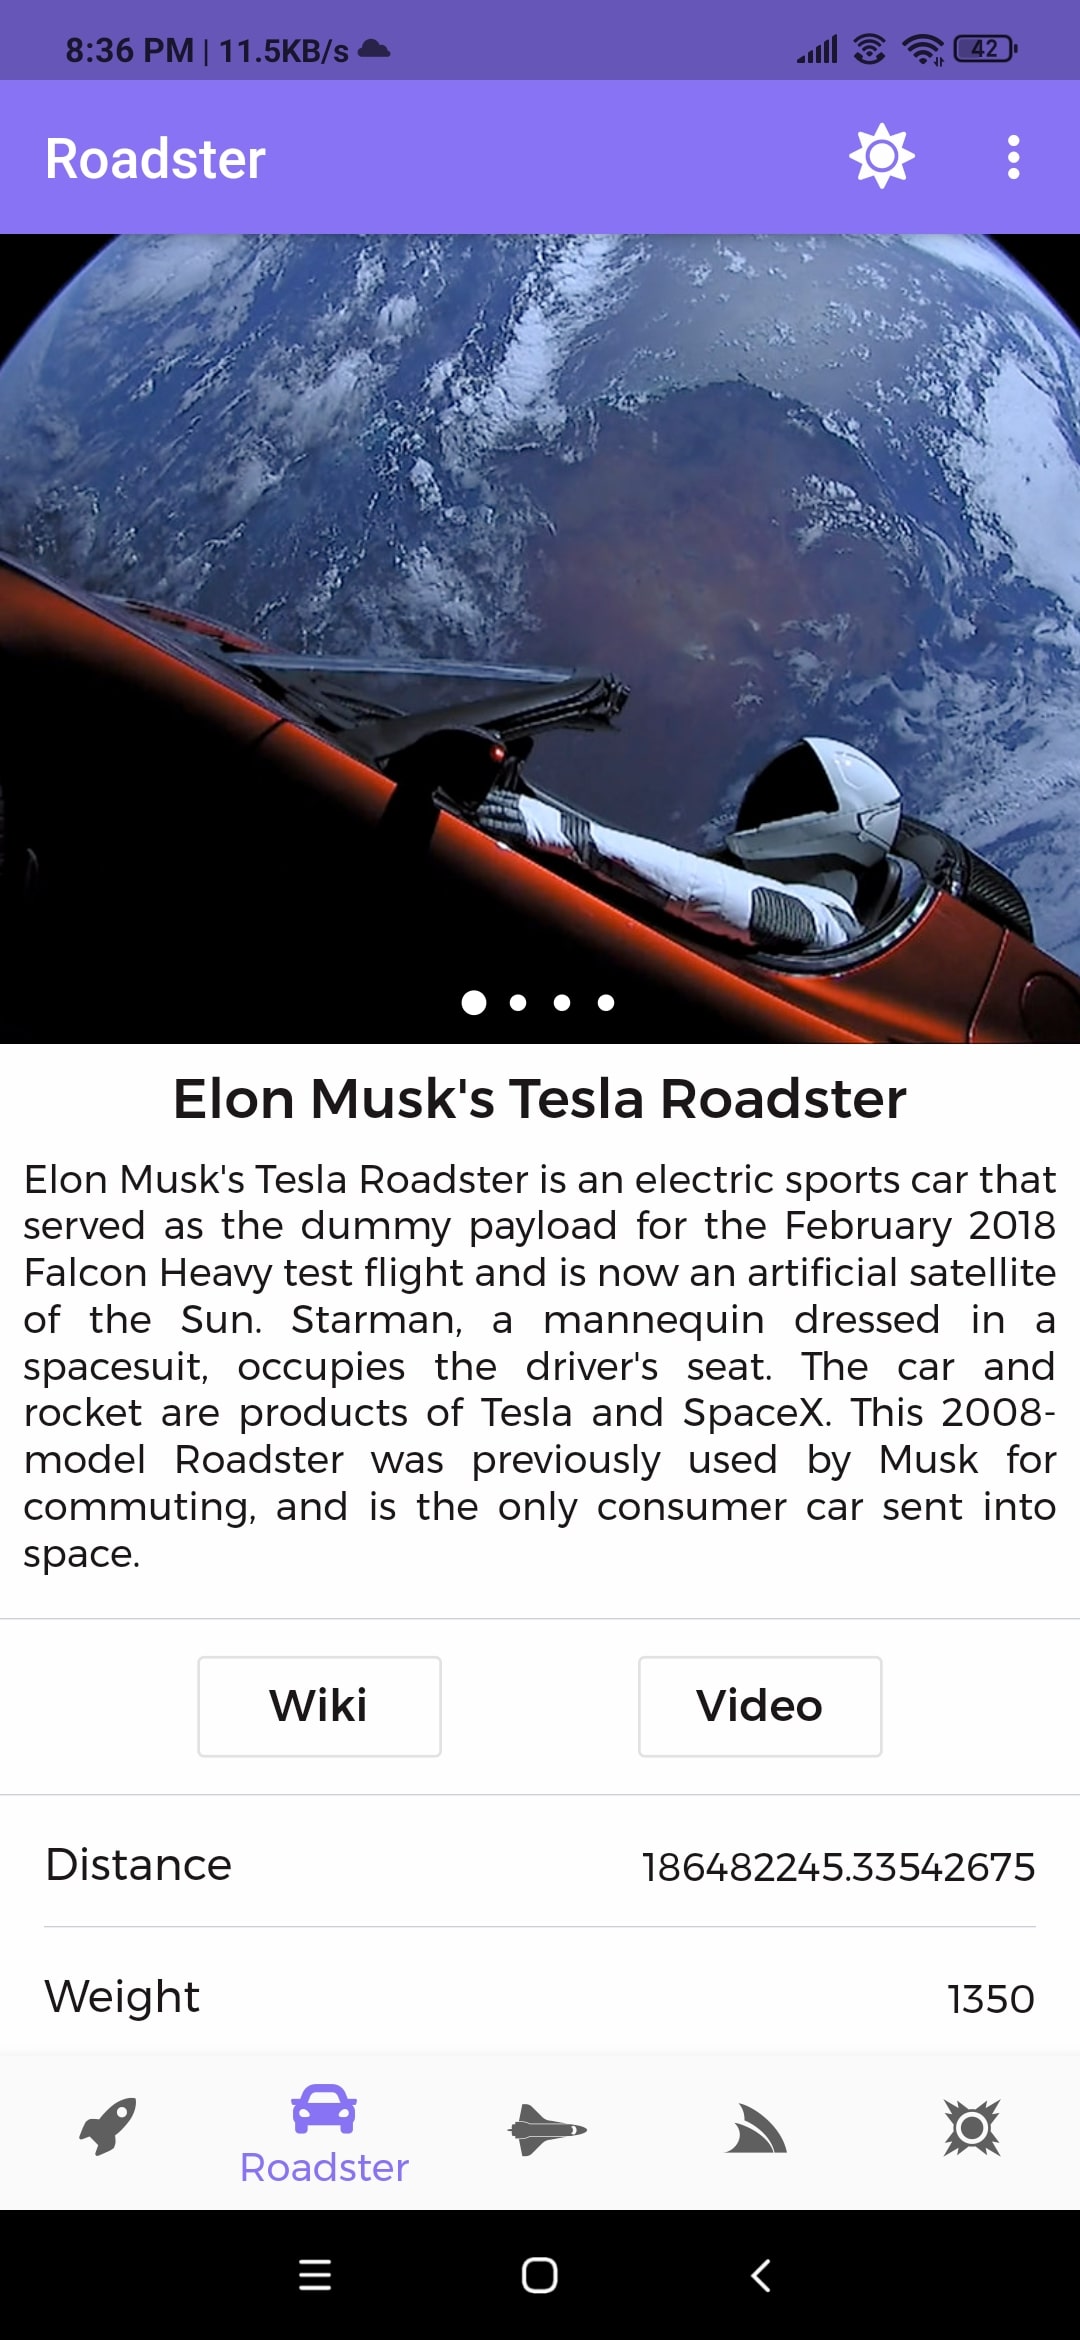 8:36 PM | 11.5KB/s
42
Roadster
Elon Musk's Tesla Roadster
Elon Musk's Tesla Roadster is an electric sports car that
served as the dummy payload for the February 2018
Falcon Heavy test flight and is now an artificial satellite
of the Sun. Starman, a mannequin dressed in a
spacesuit, occupies the driver's seat. The car and
rocket are products of Tesla and SpaceX. This 2008-
model Roadster was previously used by Musk for
commuting, and is the only consumer car sent into
space.
Wiki
Video
Distance
186482245.33542675
Weight
1350
Roadster